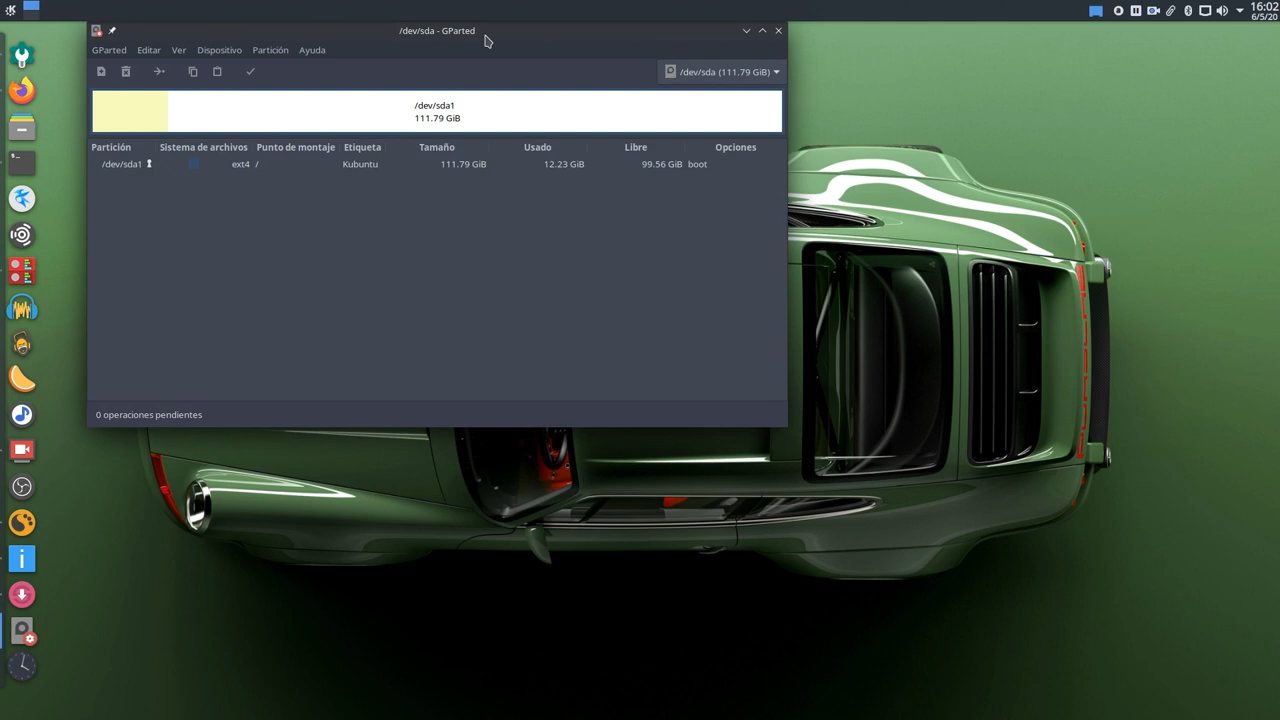 16:02
6/5/20
/dev/sda - GParted
GParted Editar Ver Dispositivo Partición Ayuda
/dev/sda (111.79 GiB)
/dev/sda1
111.79 GiB
Partición Sistema de archivos Punto de montaje Etiqueta Tamaño Usado Libre Opciones
/dev/sda1 ext4 / Kubuntu 111.79 GiB 12.23 GiB 99.56 GiB boot
0 operaciones pendientes